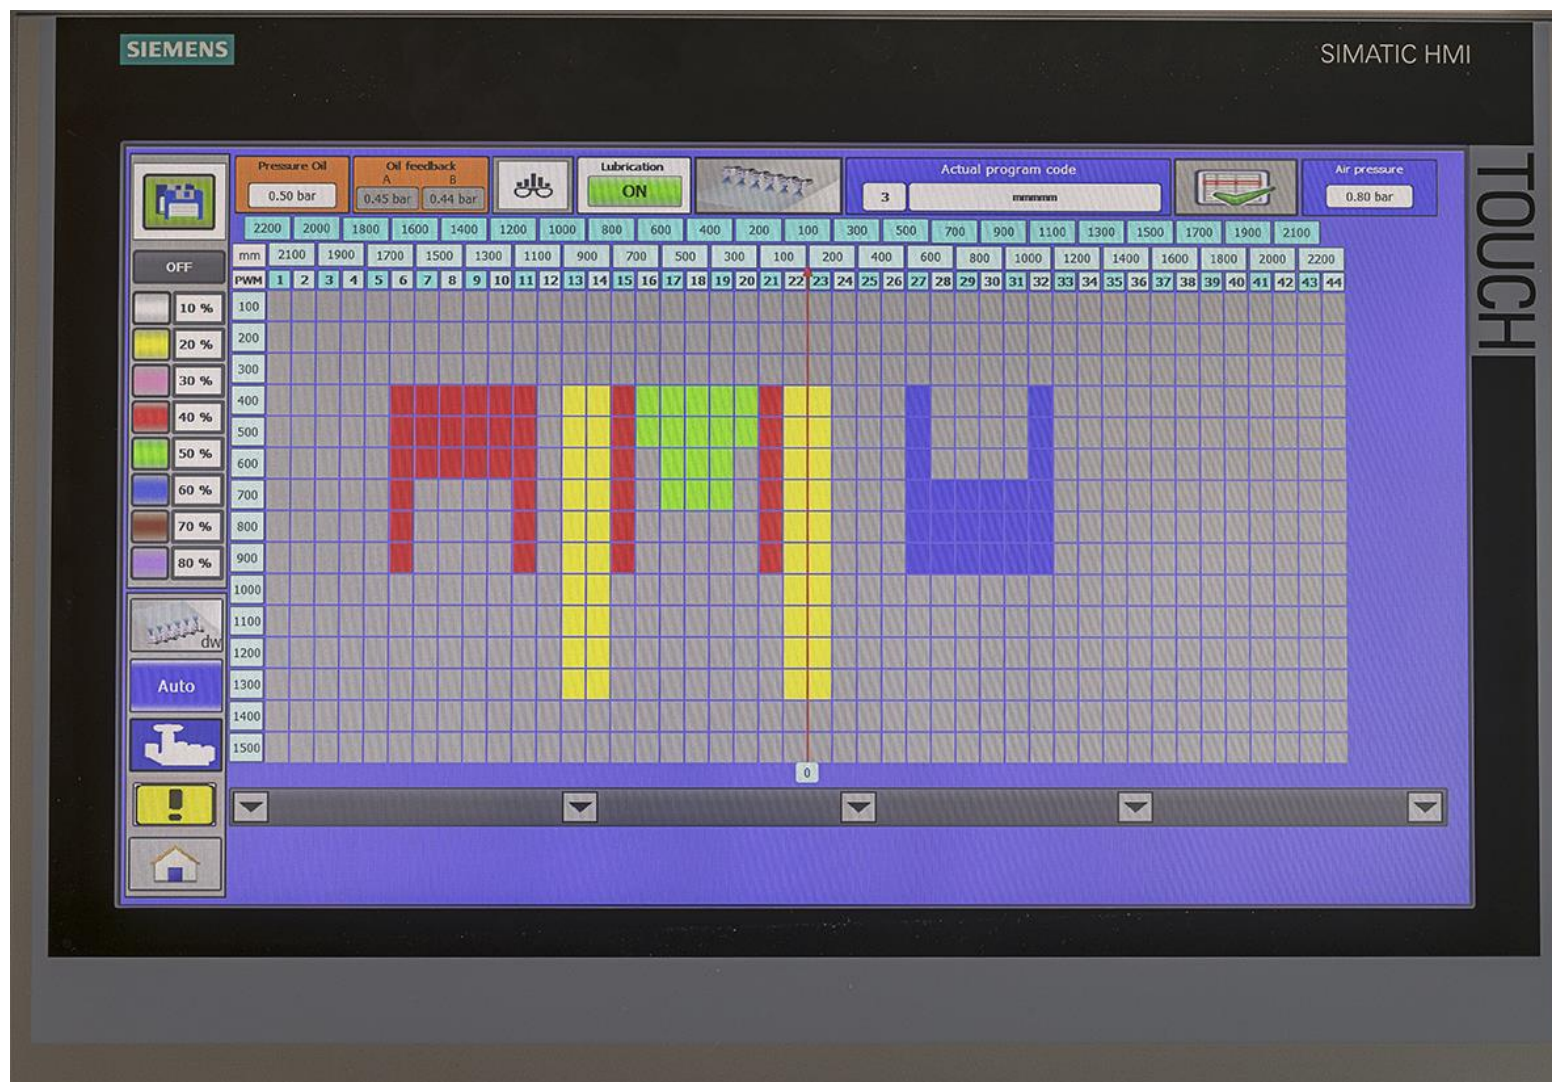 SIEMENS
SIMATIC HMI
TOUCH
Pressure Oil
0.50 bar
Oil feedback
A B
0.45 bar 0.44 bar
Lubrication
ON
Actual program code
3 mmmmm
Air pressure
0.80 bar
2200 2000 1800 1600 1400 1200 1000 800 600 400 200 100 300 500 700 900 1100 1300 1500 1700 1900 2100
mm 2100 1900 1700 1500 1300 1100 900 700 500 300 100 200 400 600 800 1000 1200 1400 1600 1800 2000 2200
PWM 1 2 3 4 5 6 7 8 9 10 11 12 13 14 15 16 17 18 19 20 21 22 23 24 25 26 27 28 29 30 31 32 33 34 35 36 37 38 39 40 41 42 43 44
OFF
10 %
20 %
30 %
40 %
50 %
60 %
70 %
80 %
dw
Auto
100
200
300
400
500
600
700
800
900
1000
1100
1200
1300
1400
1500
0